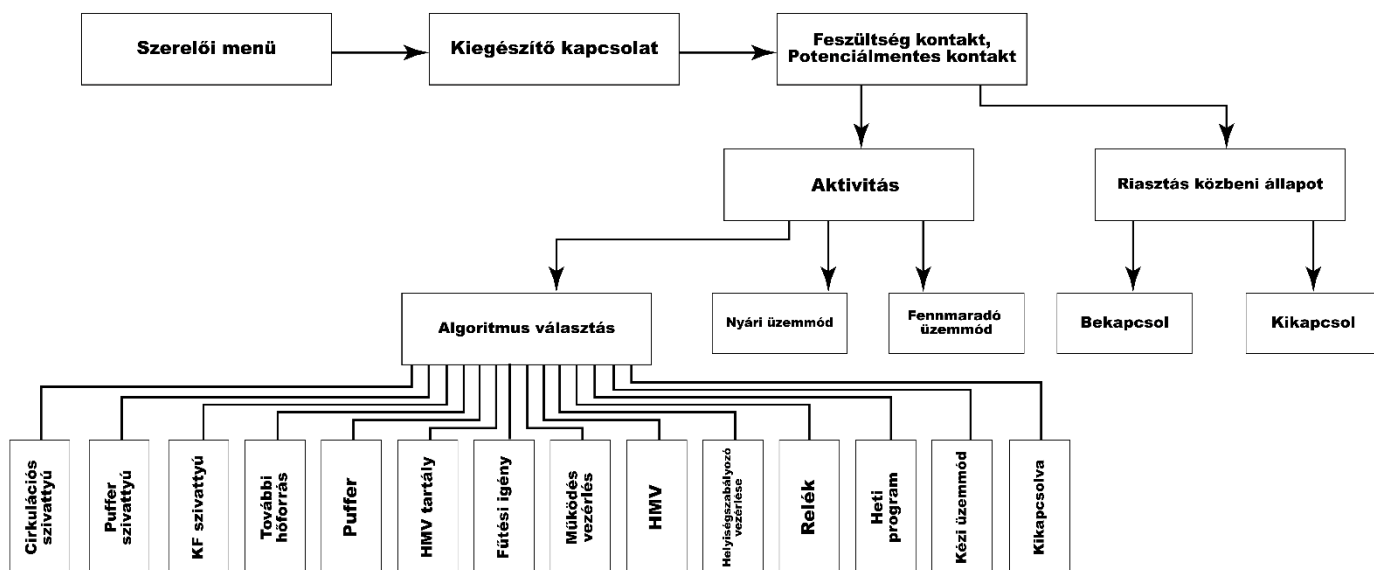 Szerelői menü
Kiegészítő kapcsolat
Feszültség kontakt,
Potenciálmentes kontakt
Aktivitás
Riasztás közbeni állapot
Algoritmus választás
Nyári üzemmód
Fennmaradó
üzemmód
Bekapcsol
Kikapcsol
Cirkulációs
szivattyú
Puffer
szivattyú
KF szivattyú
További
hőforrás
Puffer
HMV tartály
Fűtési igény
Működés
vezérlés
HMV
Helyiségszabályozó
vezérlése
Relék
Heti
program
Kézi üzemmód
Kikapcsolva